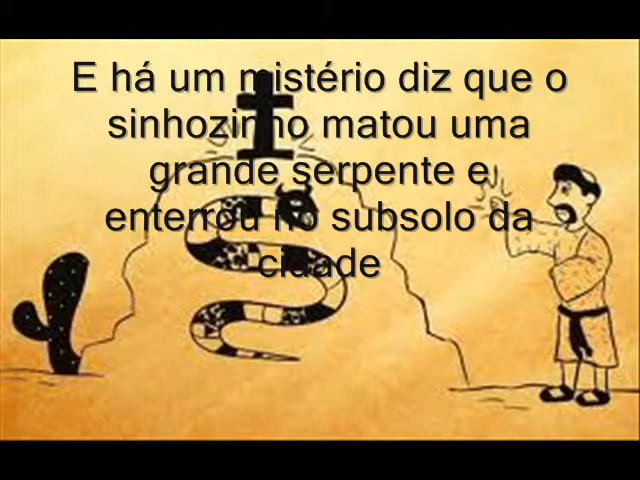 E há um mistério diz que o
sinhozinho matou uma
grande serpente e
enterrou no subsolo da
cidade